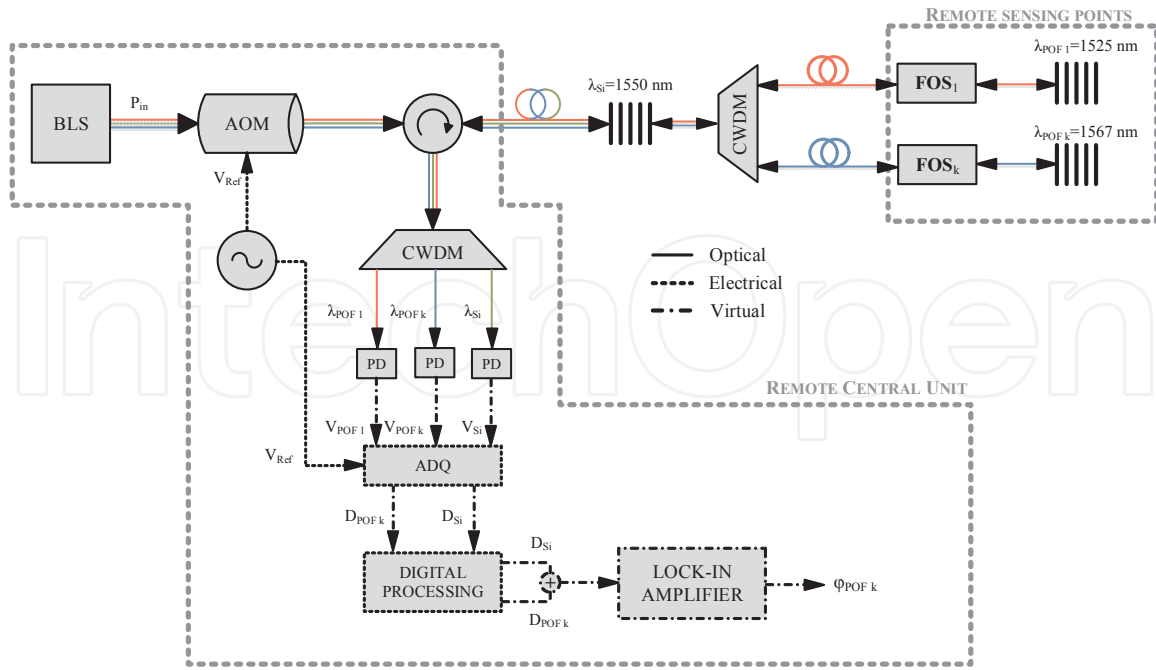 REMOTE SENSING POINTS
λPOF 1=1525 nm
λSi=1550 nm
Pin
BLS
AOM
FOS1
CWDM
λPOF k=1567 nm
FOSk
VRef
CWDM
Optical
Electrical
Virtual
λPOF 1
λPOF k
λSi
PD
PD
PD
REMOTE CENTRAL UNIT
VPOF 1
VPOF k
VSi
VRef
ADQ
DPOF k
DSi
DSi
DIGITAL
PROCESSING
+
LOCK-IN
AMPLIFIER
φPOF k
DPOF k
IntechOpen